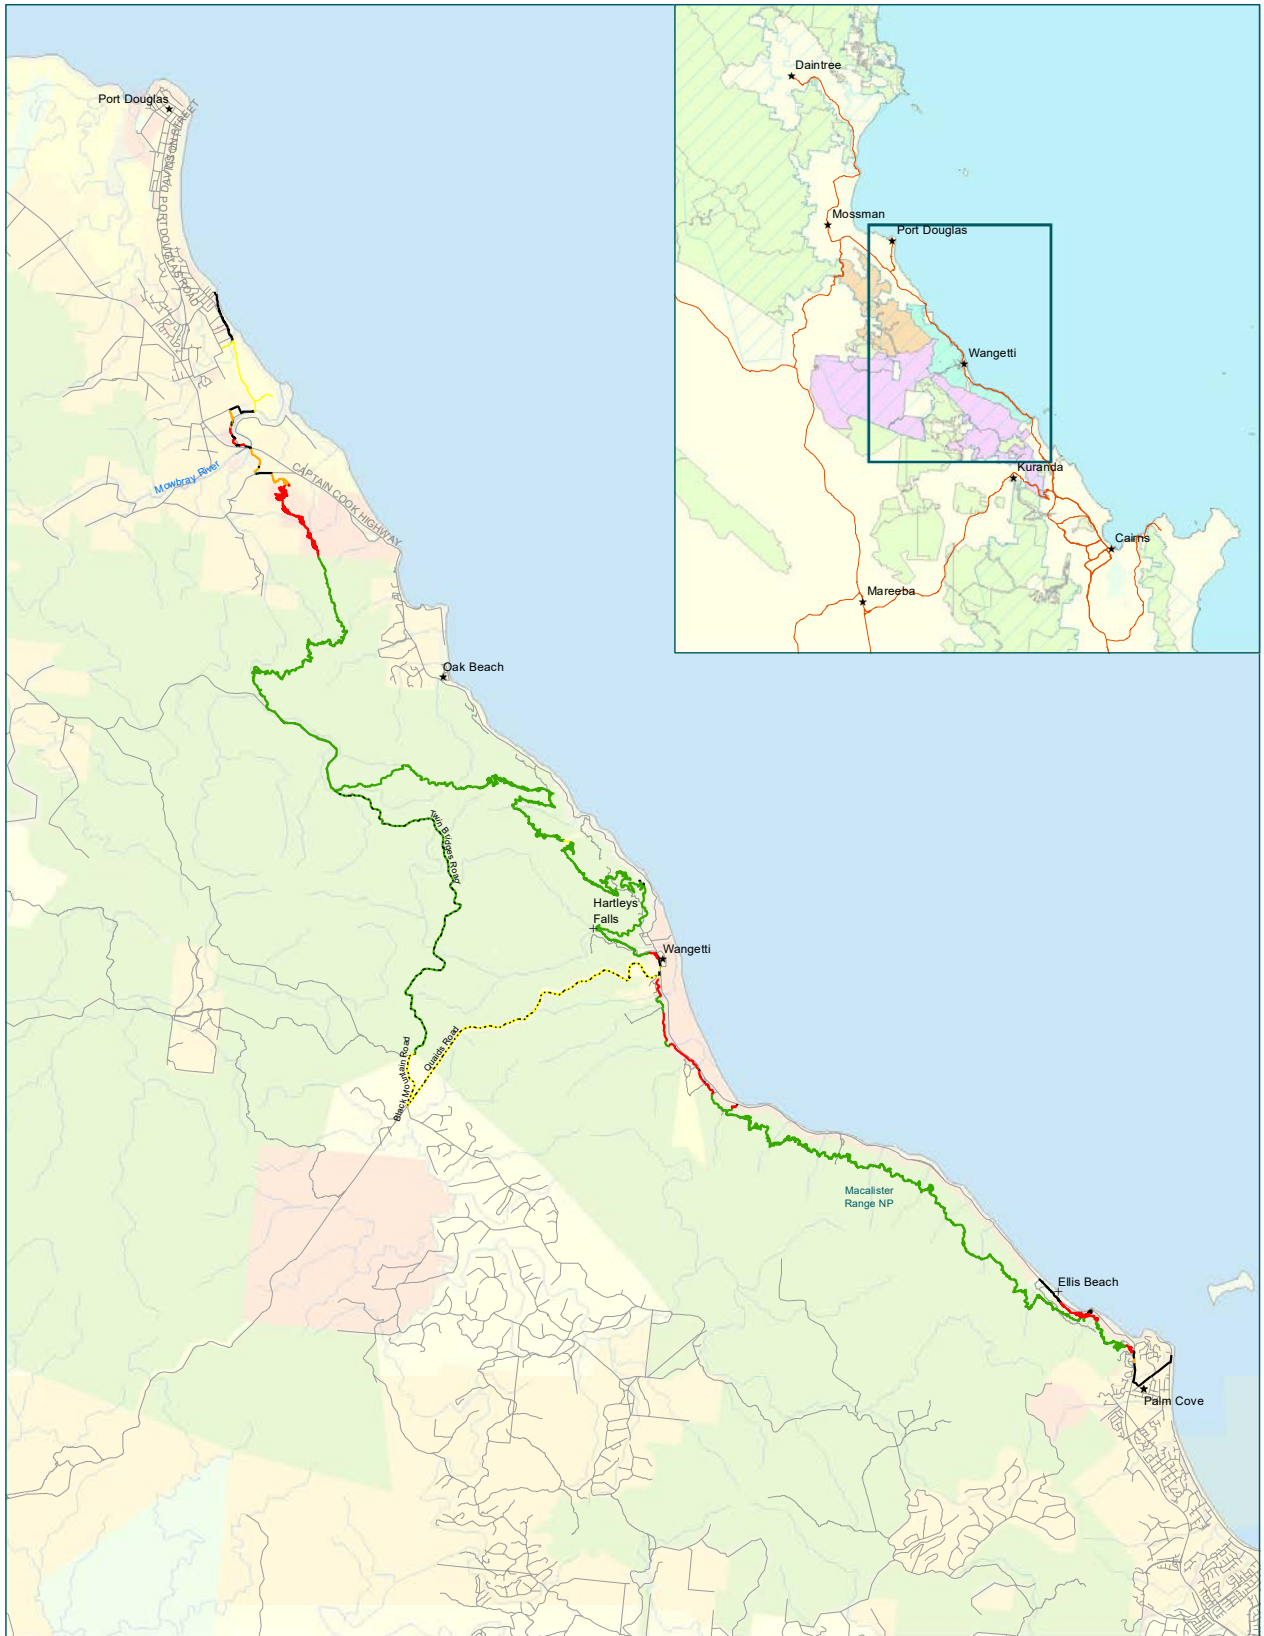 Port Douglas
DAVIDSON STREET
PORT DOUGLAS ROAD
Mowbray River
CAPTAIN COOK HIGHWAY
Oak Beach
Twin Bridges Road
Hartleys
Falls
Wangetti
Quaids Road
Black Mountain Road
Macalister
Range NP
Ellis Beach
Palm Cove
Daintree
Mossman
Port Douglas
Wangetti
Kuranda
Cairns
Mareeba